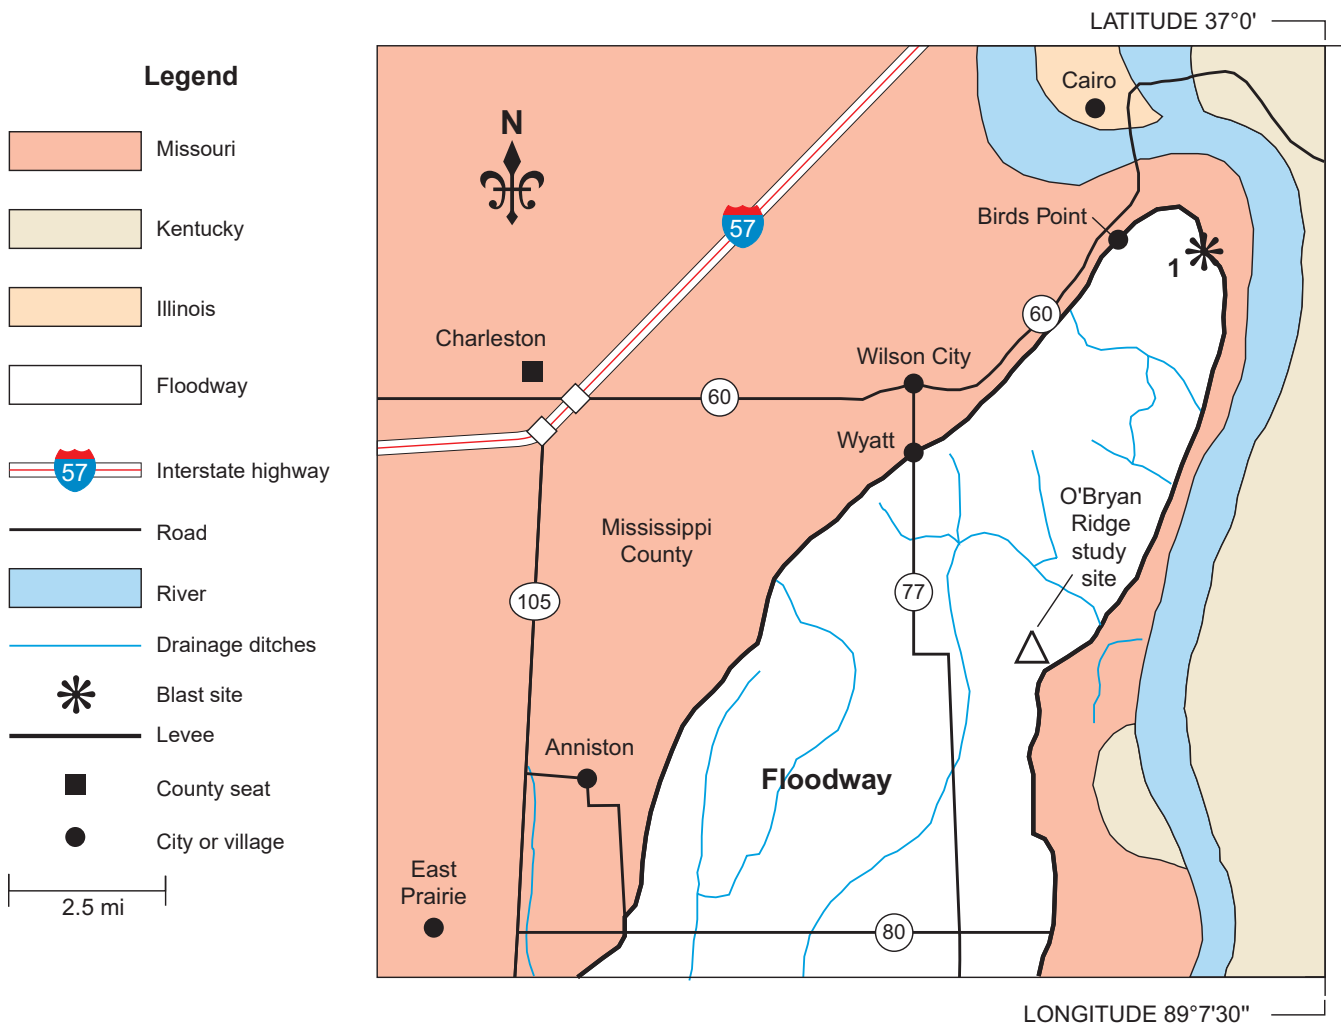 LATITUDE 37°0'
Legend
Missouri
Kentucky
Illinois
Floodway
57
Interstate highway
Road
River
Drainage ditches
Blast site
Levee
County seat
City or village
2.5 mi
N
57
Cairo
Birds Point
1
60
Charleston
Wilson City
60
Wyatt
O'Bryan
Ridge
study
site
Mississippi
County
105
77
Anniston
Floodway
East
Prairie
80
LONGITUDE 89°7'30"